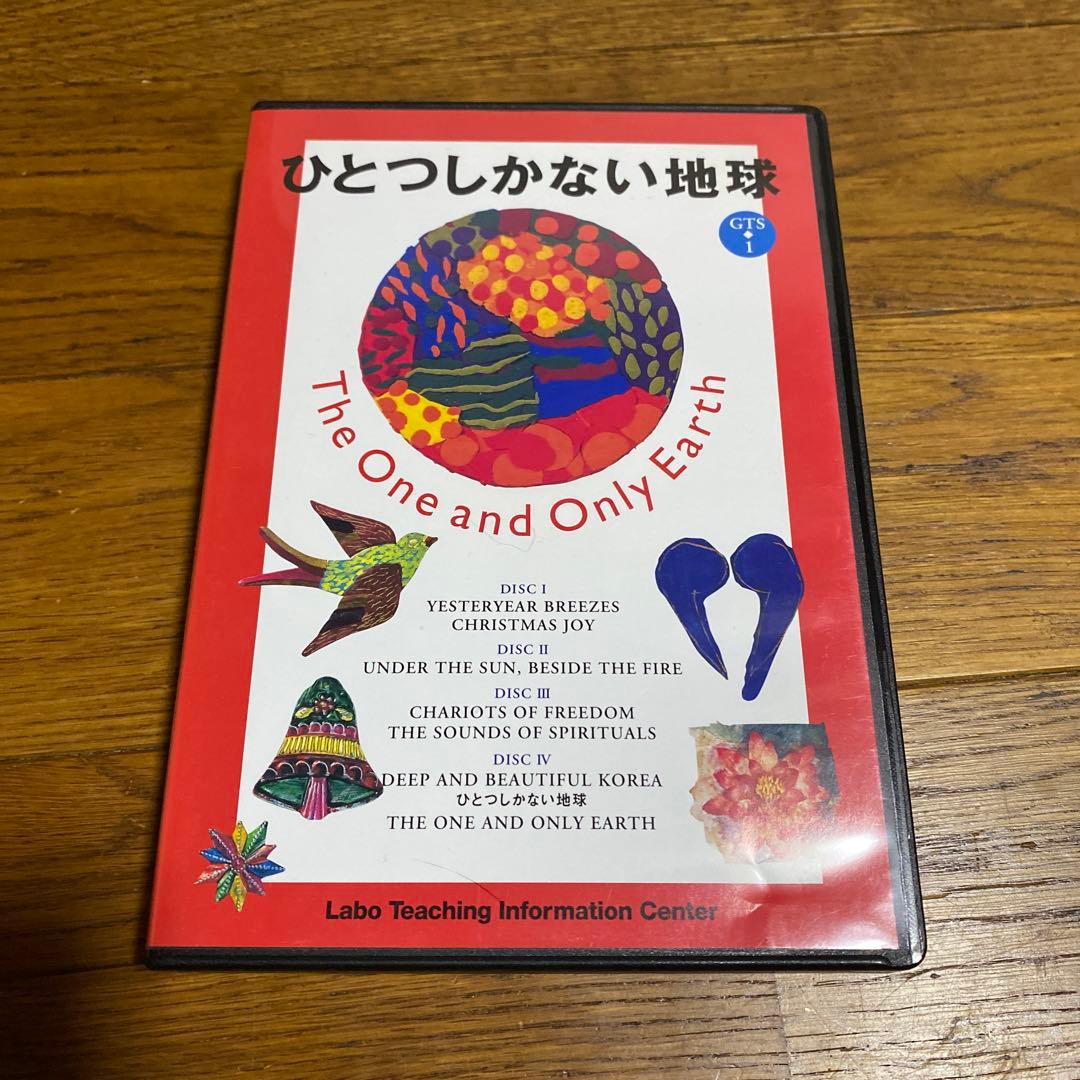 ひとつしかない地球
GTS
1
The One and Only Earth
DISC I
YESTERYEAR BREEZES
CHRISTMAS JOY
DISC II
UNDER THE SUN, BESIDE THE FIRE
DISC III
CHARIOTS OF FREEDOM
THE SOUNDS OF SPIRITUALS
DISC IV
DEEP AND BEAUTIFUL KOREA
ひとつしかない地球
THE ONE AND ONLY EARTH
Labo Teaching Information Center